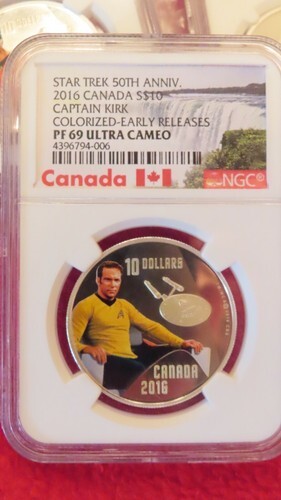 STAR TREK 50TH ANNIV.
2016 CANADA S$10
CAPTAIN KIRK
COLORIZED-EARLY RELEASES
PF 69 ULTRA CAMEO
4396794-006
Canada
NGC
10 DOLLARS
CANADA
2016